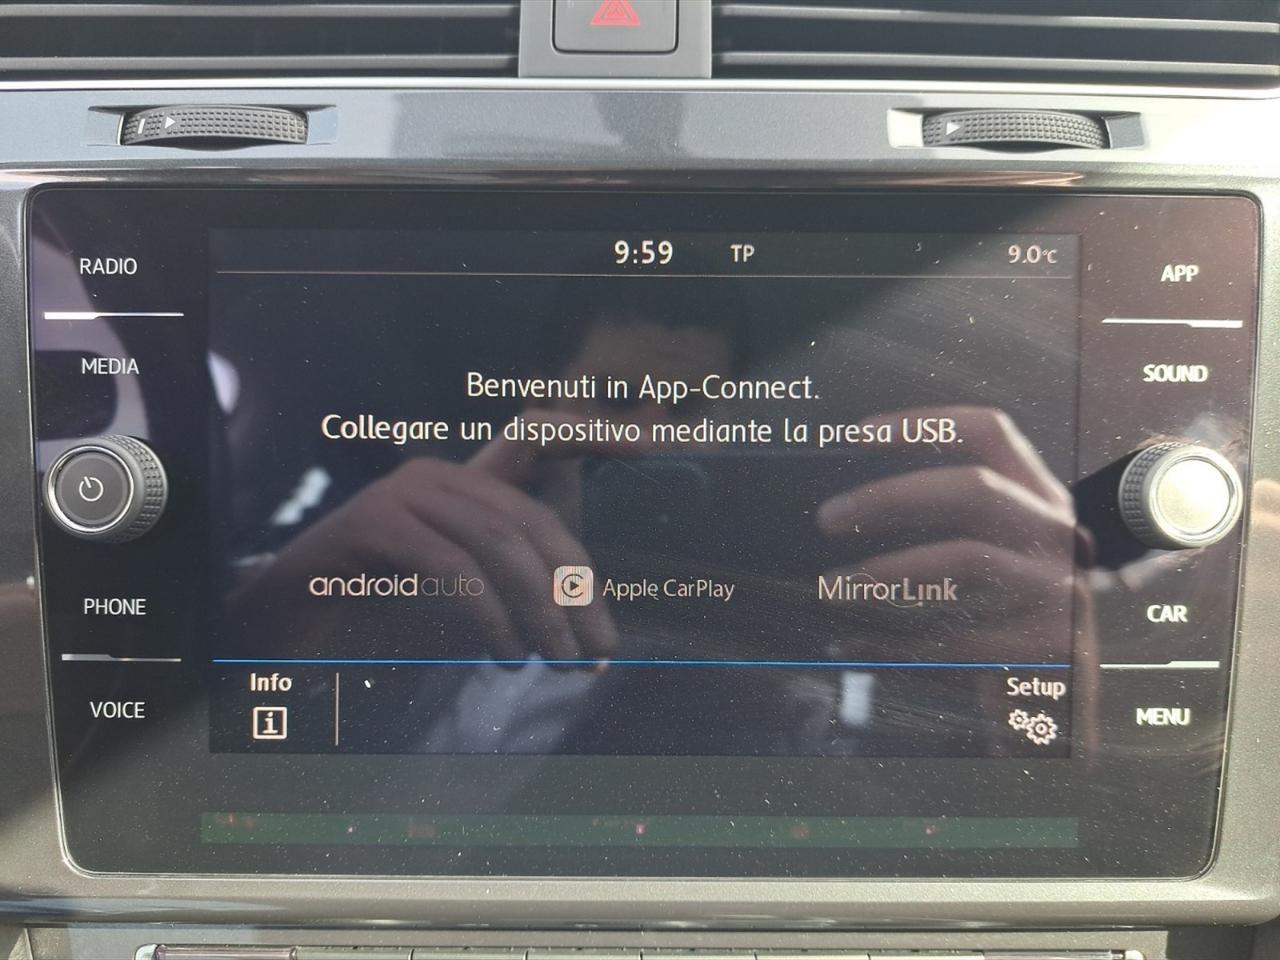 9:59 TP 9.0°C
RADIO
APP
MEDIA
SOUND
Benvenuti in App-Connect.
Collegare un dispositivo mediante la presa USB.
androidauto Apple CarPlay MirrorLink
PHONE
CAR
Info
Setup
VOICE
MENU